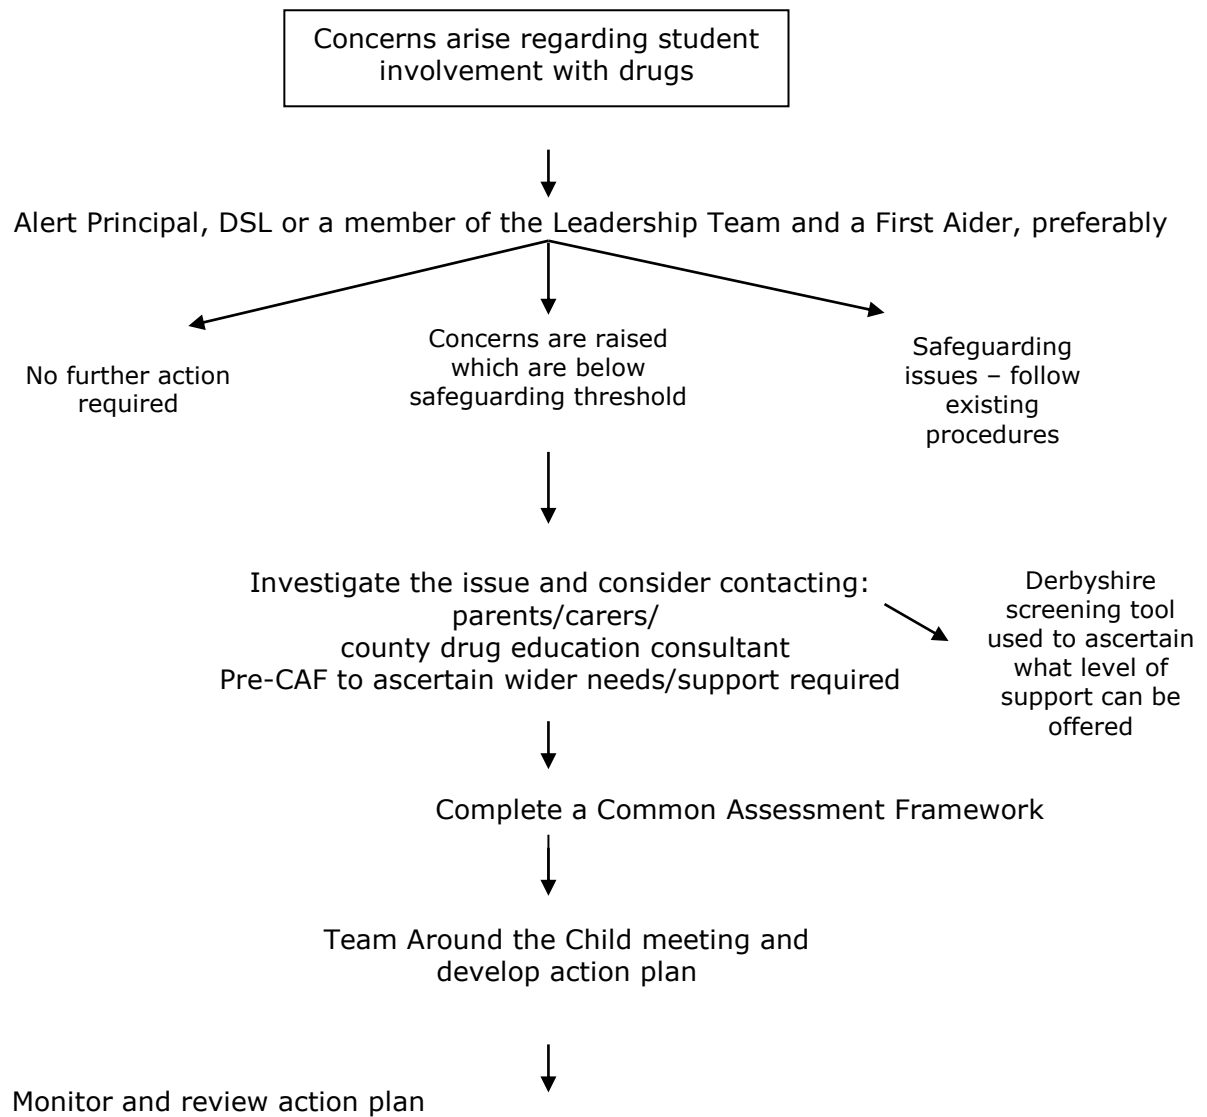 Concerns arise regarding student
involvement with drugs
Alert Principal, DSL or a member of the Leadership Team and a First Aider, preferably
No further action
required
Concerns are raised
which are below
safeguarding threshold
Safeguarding
issues – follow
existing
procedures
Investigate the issue and consider contacting:
parents/carers/
county drug education consultant
Pre-CAF to ascertain wider needs/support required
Derbyshire
screening tool
used to ascertain
what level of
support can be
offered
Complete a Common Assessment Framework
Team Around the Child meeting and
develop action plan
Monitor and review action plan